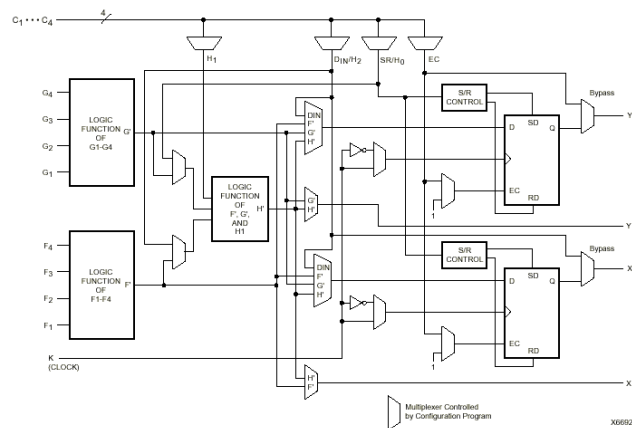 C1 ··· C4
4
H1
DIN/H2
SR/H0
EC
G4
G3
G2
G1
LOGIC
FUNCTION
OF
G1-G4
G'
DIN
F'
G'
H'
S/R
CONTROL
D
SD
Q
EC
RD
1
Bypass
Y
LOGIC
FUNCTION
OF
F', G',
AND
H1
H'
G'
H'
Y
F4
F3
F2
F1
LOGIC
FUNCTION
OF
F1-F4
F'
DIN
F'
G'
H'
S/R
CONTROL
D
SD
Q
EC
RD
1
Bypass
X
K
(CLOCK)
H'
F'
X
Multiplexer Controlled
by Configuration Program
X6692